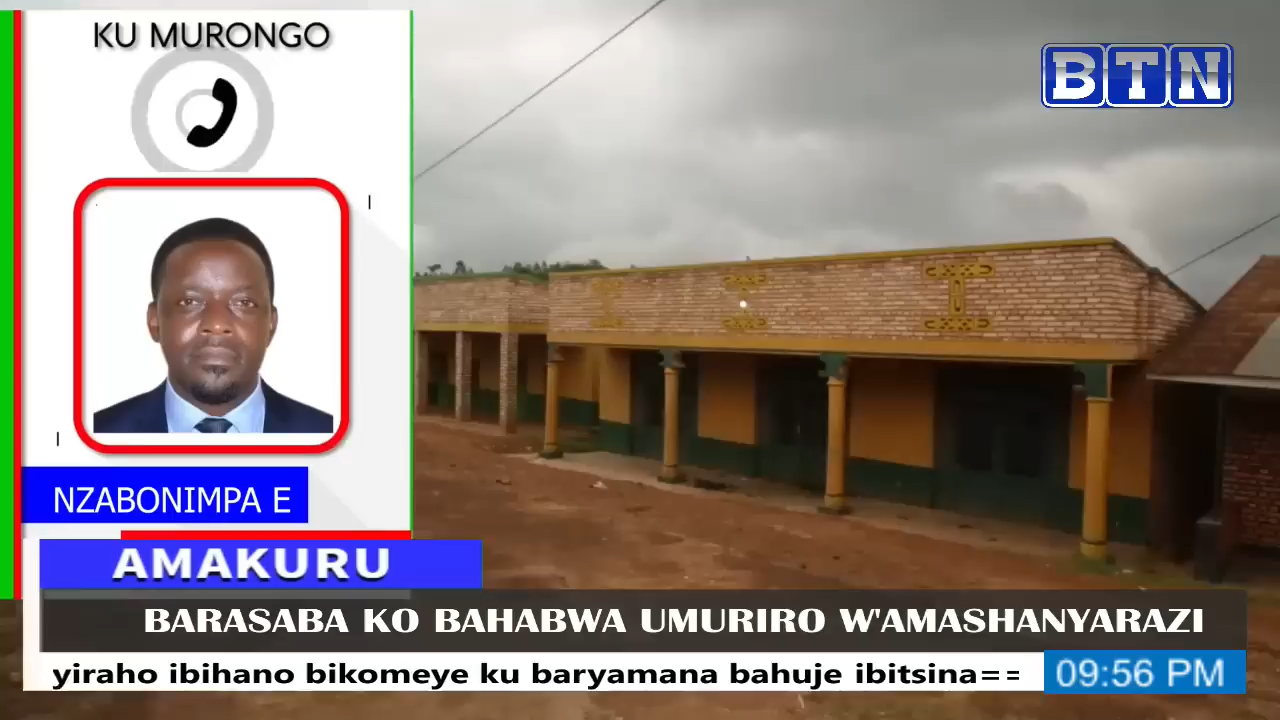 KU MURONGO
BTN
NZABONIMPA E
AMAKURU
BARASABA KO BAHABWA UMURIRO W'AMASHANYARAZI
yiraho ibihano bikomeye ku baryamana bahuje ibitsina==
09:56 PM